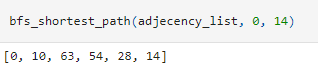 bfs_shortest_path(adjecency_list, 0, 14)
[0, 10, 63, 54, 28, 14]